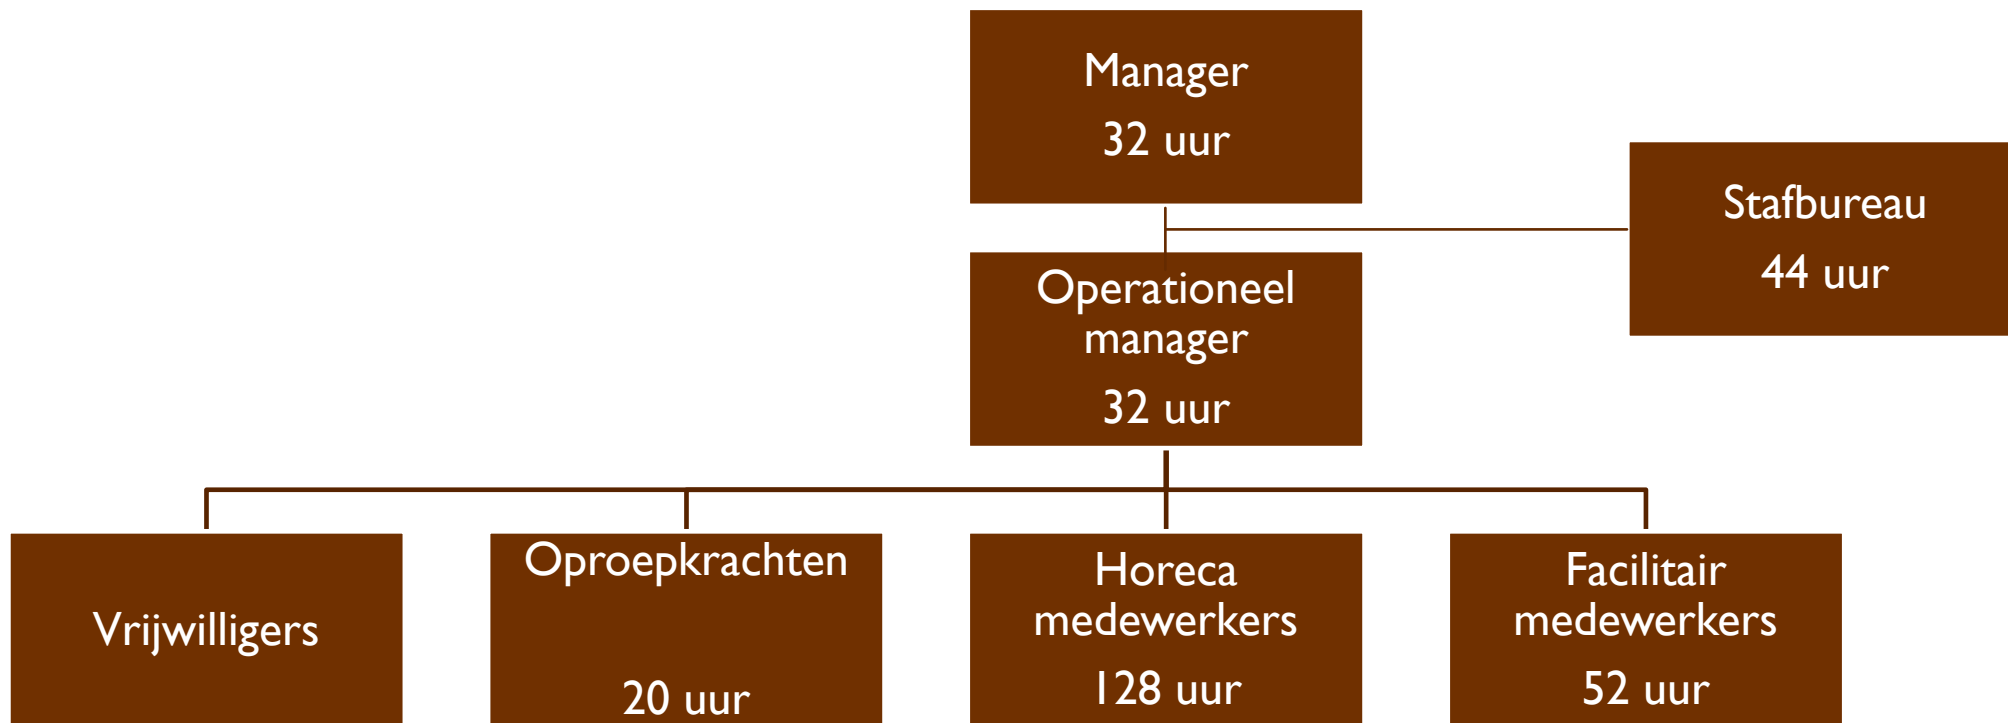 Manager
32 uur
Stafbureau
44 uur
Operationeel
manager
32 uur
Vrijwilligers
Oproepkrachten
20 uur
Horeca
medewerkers
128 uur
Facilitair
medewerkers
52 uur